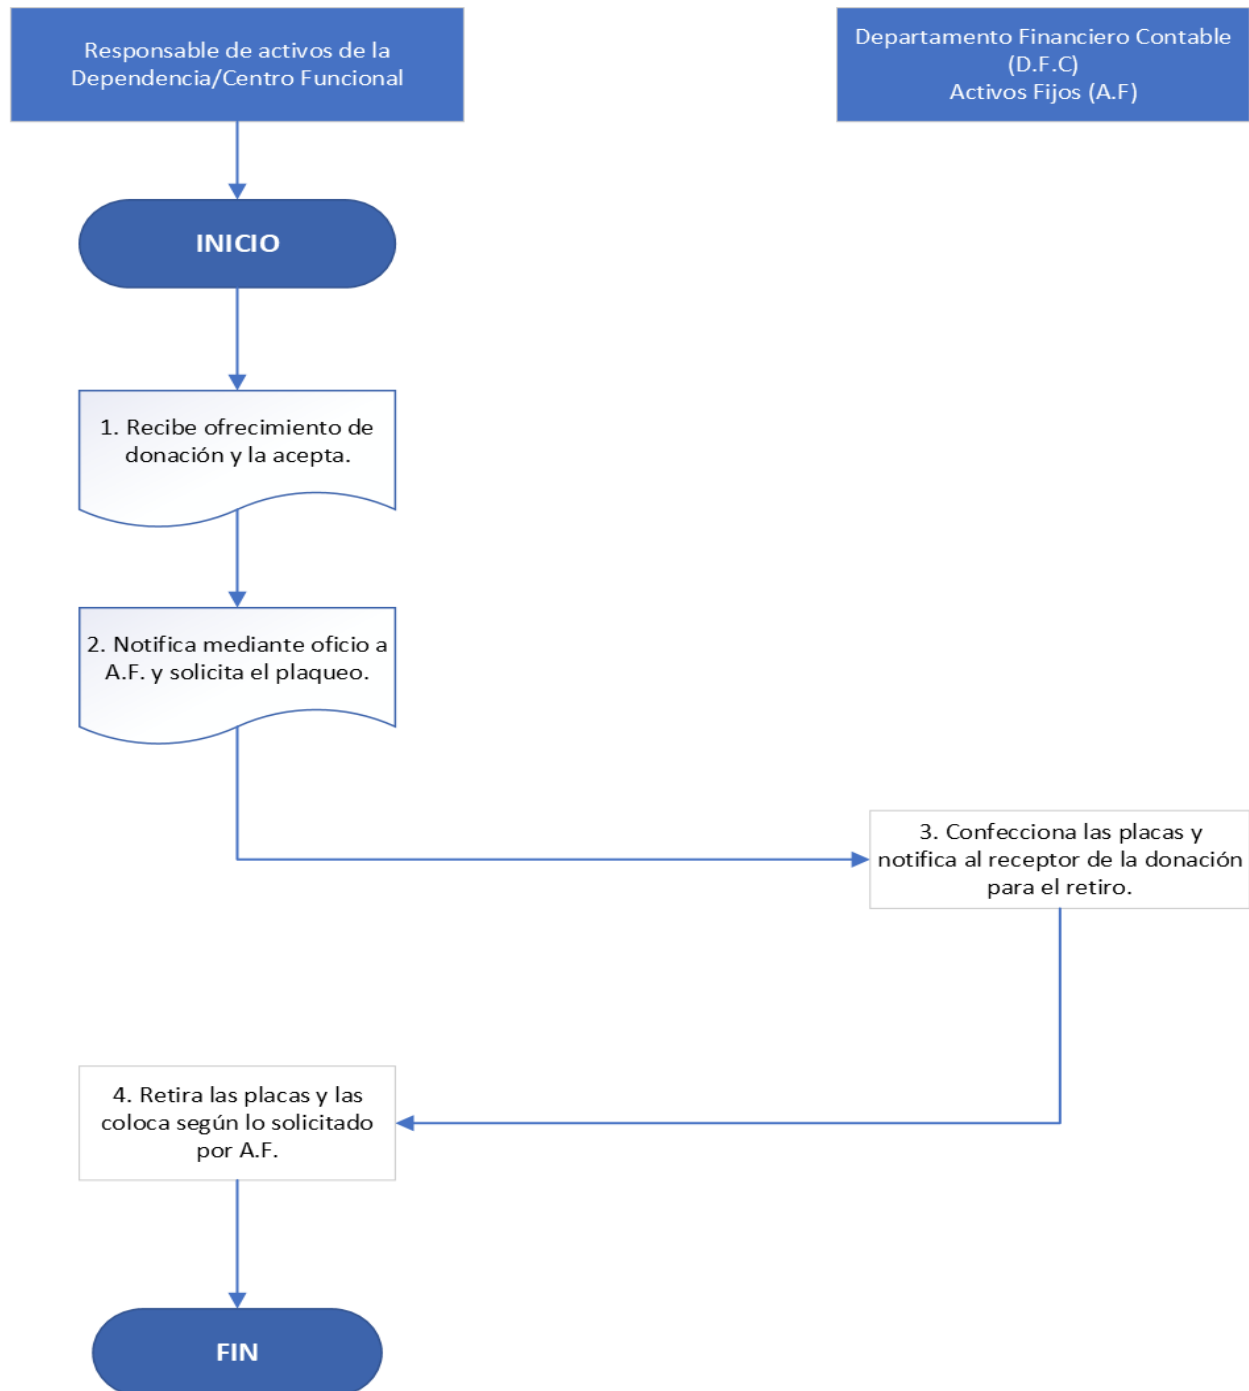 Responsable de activos de la
Dependencia/Centro Funcional
Departamento Financiero Contable
(D.F.C)
Activos Fijos (A.F)
INICIO
1. Recibe ofrecimiento de
donación y la acepta.
2. Notifica mediante oficio a
A.F. y solicita el plaqueo.
3. Confecciona las placas y
notifica al receptor de la donación
para el retiro.
4. Retira las placas y las
coloca según lo solicitado
por A.F.
FIN